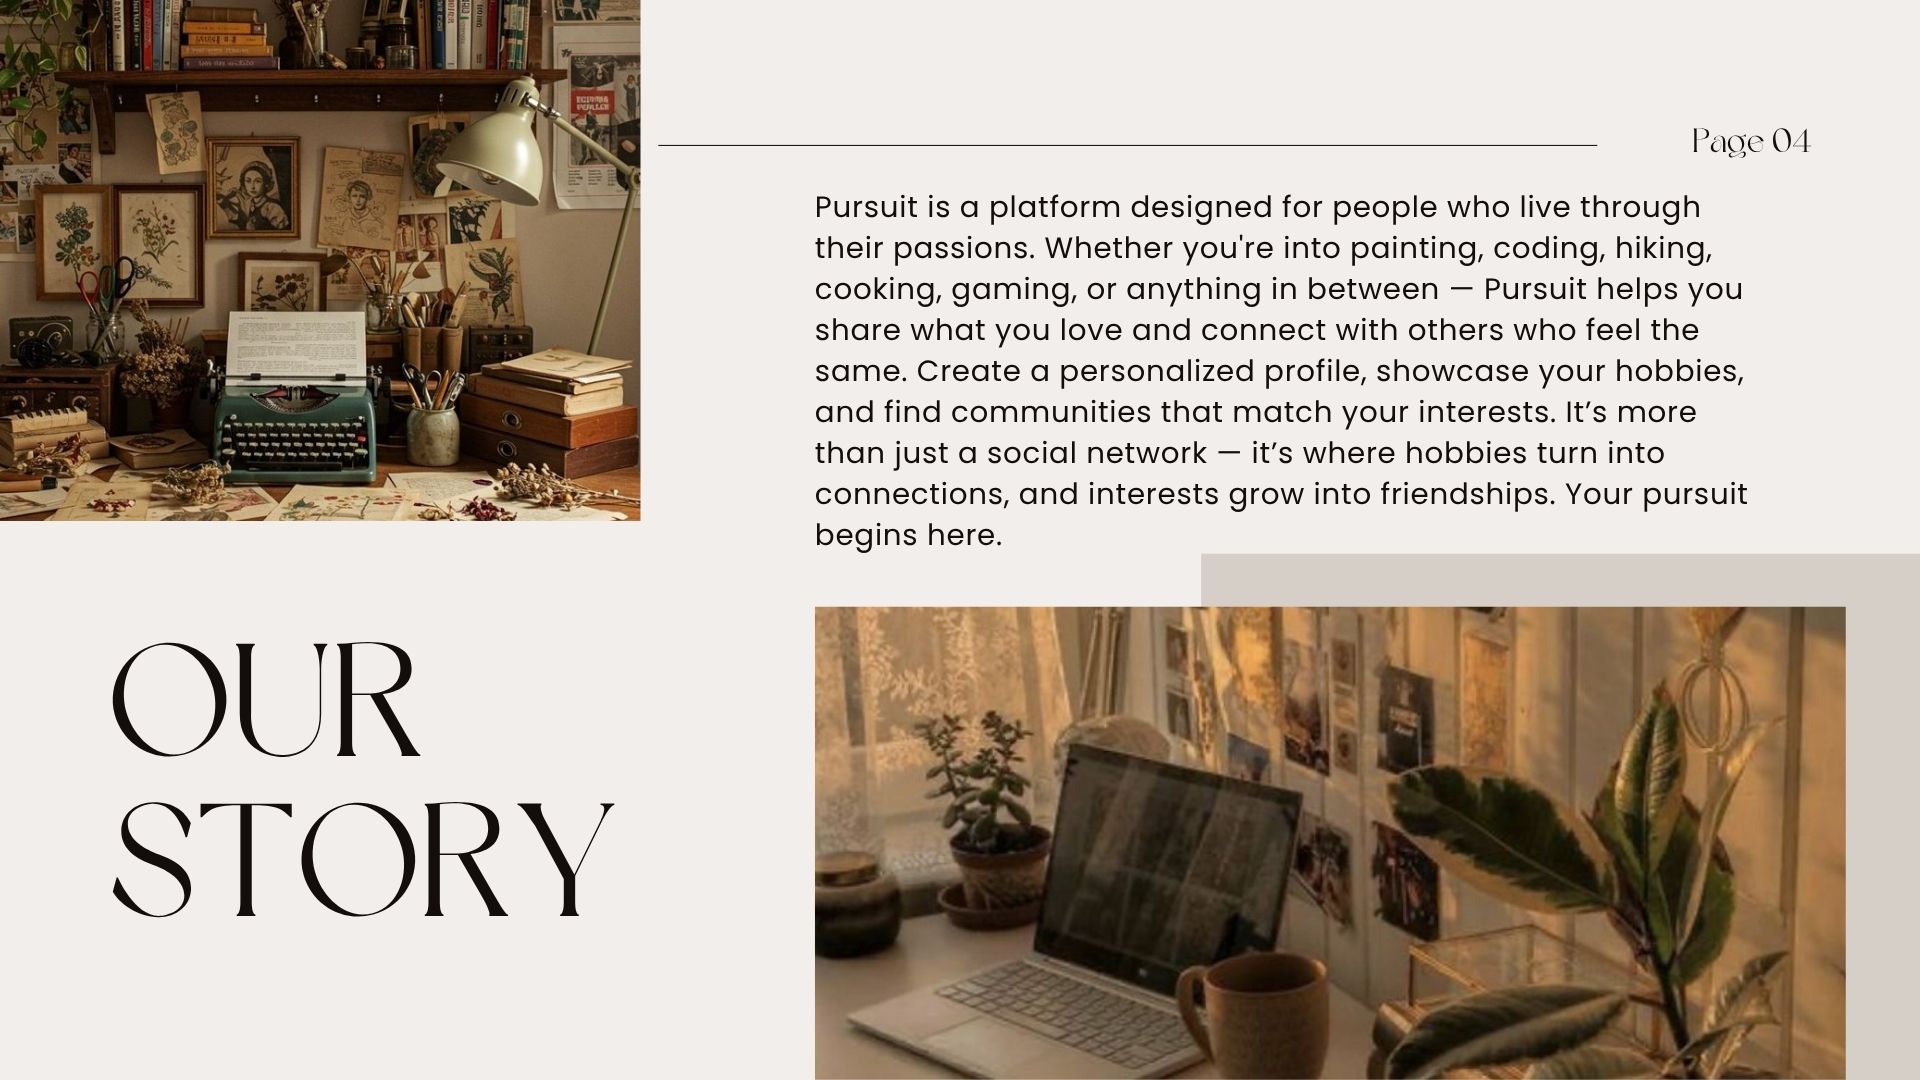 Page 04
Pursuit is a platform designed for people who live through
their passions. Whether you're into painting, coding, hiking,
cooking, gaming, or anything in between — Pursuit helps you
share what you love and connect with others who feel the
same. Create a personalized profile, showcase your hobbies,
and find communities that match your interests. It’s more
than just a social network — it’s where hobbies turn into
connections, and interests grow into friendships. Your pursuit
begins here.
OUR
STORY